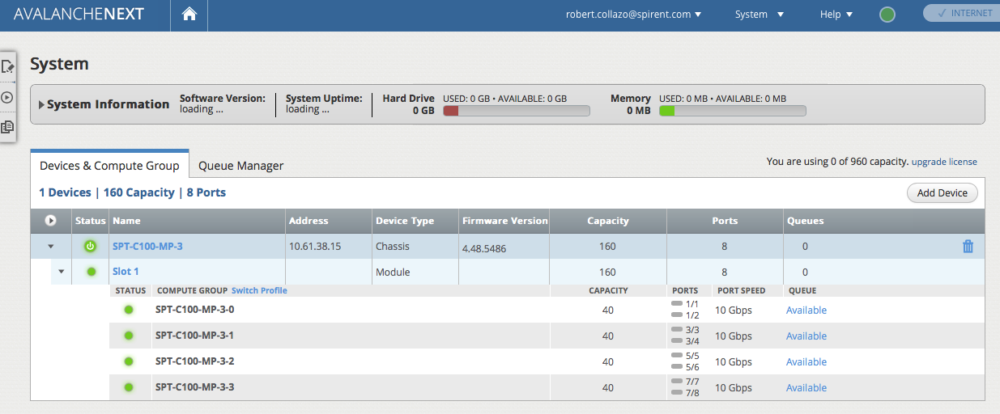 AVALANCHENEXT robert.collazo@spirent.com System Help INTERNET
System
System Information Software Version: System Uptime: Hard Drive USED: 0 GB • AVAILABLE: 0 GB Memory USED: 0 MB • AVAILABLE: 0 MB
loading ... loading ... 0 GB 0 MB
Devices & Compute Group Queue Manager You are using 0 of 960 capacity. upgrade license
1 Devices | 160 Capacity | 8 Ports Add Device
Status Name Address Device Type Firmware Version Capacity Ports Queues
SPT-C100-MP-3 10.61.38.15 Chassis 4.48.5486 160 8 0
Slot 1 Module 160 8 0
STATUS COMPUTE GROUP Switch Profile CAPACITY PORTS PORT SPEED QUEUE
SPT-C100-MP-3-0 40 1/1 10 Gbps Available
1/2
SPT-C100-MP-3-1 40 3/3 10 Gbps Available
3/4
SPT-C100-MP-3-2 40 5/5 10 Gbps Available
5/6
SPT-C100-MP-3-3 40 7/7 10 Gbps Available
7/8